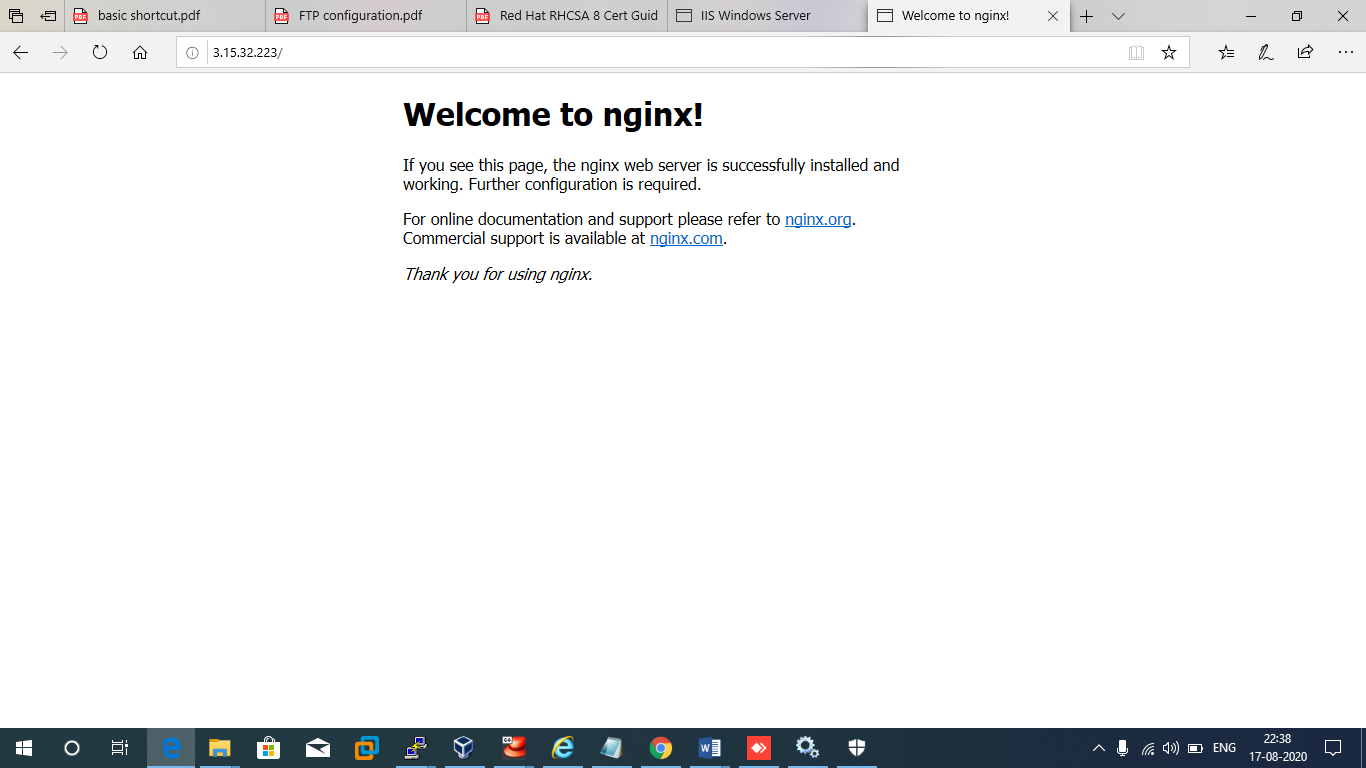 basic shortcut.pdf
FTP configuration.pdf
Red Hat RHCSA 8 Cert Guid
IIS Windows Server
Welcome to nginx!
3.15.32.223/
Welcome to nginx!
If you see this page, the nginx web server is successfully installed and
working. Further configuration is required.
For online documentation and support please refer to nginx.org.
Commercial support is available at nginx.com.
Thank you for using nginx.
ENG
22:38
17-08-2020